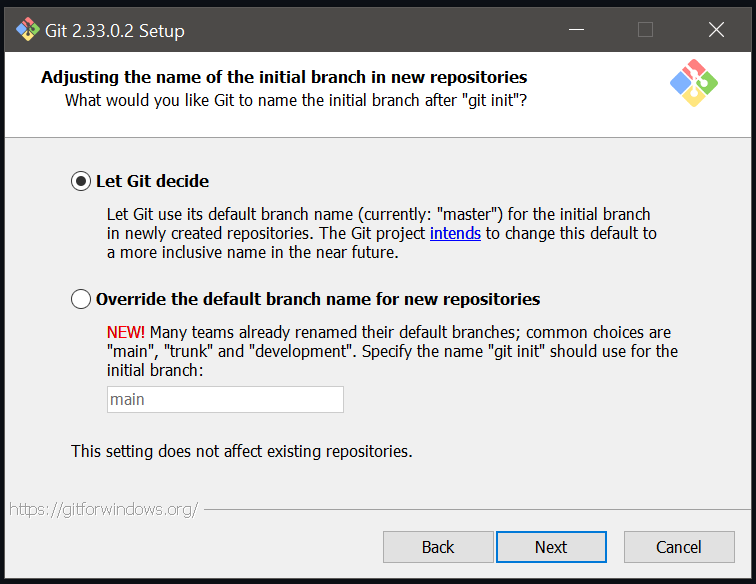 Git 2.33.0.2 Setup
Adjusting the name of the initial branch in new repositories
What would you like Git to name the initial branch after "git init"?
Let Git decide
Let Git use its default branch name (currently: "master") for the initial branch
in newly created repositories. The Git project intends to change this default to
a more inclusive name in the near future.
Override the default branch name for new repositories
NEW! Many teams already renamed their default branches; common choices are
"main", "trunk" and "development". Specify the name "git init" should use for the
initial branch:
main
This setting does not affect existing repositories.
https://gitforwindows.org/
Back Next Cancel